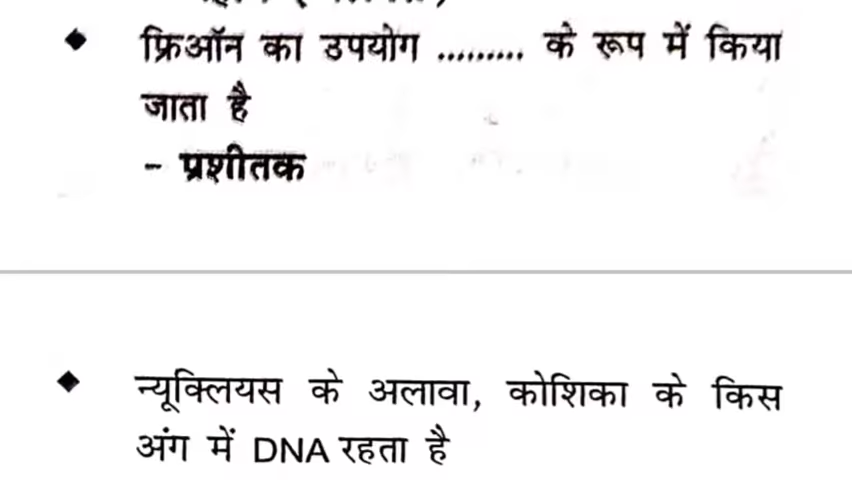 ◆ फ्रिऑन का उपयोग ......... के रूप में किया
जाता है
– प्रशीतक
◆ न्यूक्लियस के अलावा, कोशिका के किस
अंग में DNA रहता है